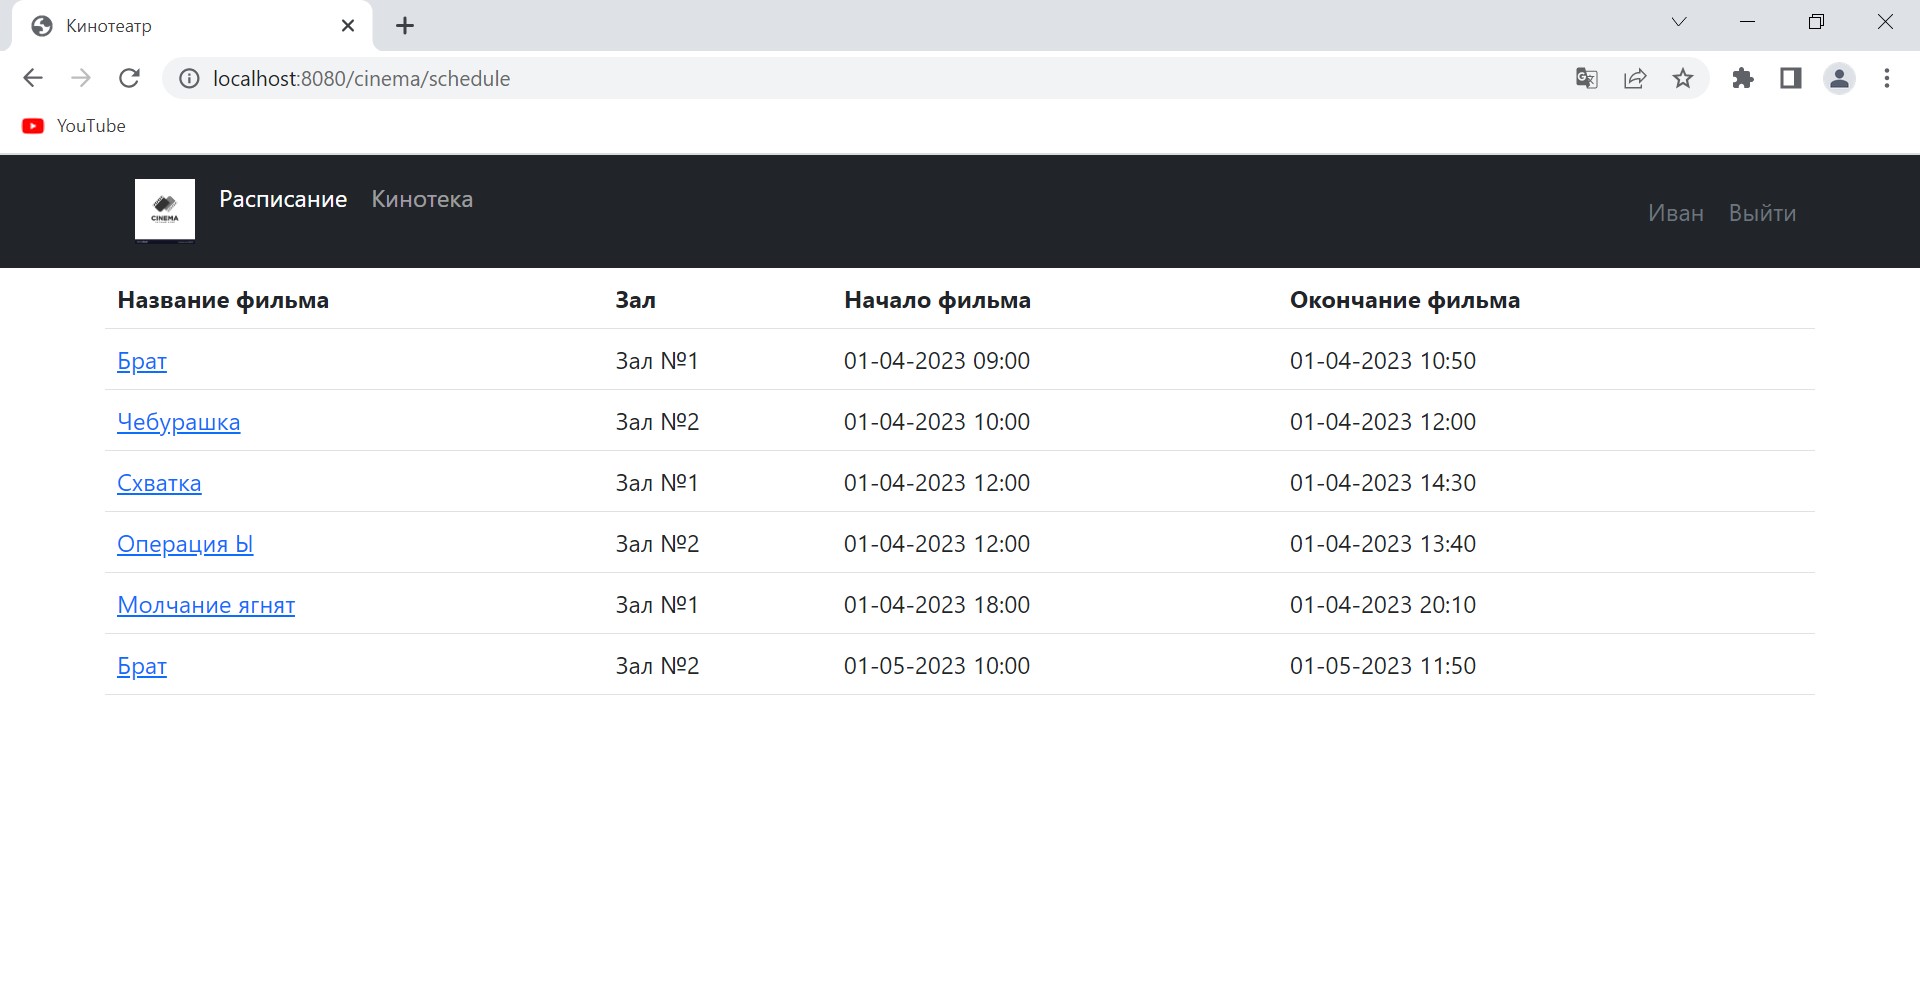 Кинотеатр
localhost:8080/cinema/schedule
YouTube
CINEMA
Расписание Кинотека Иван Выйти
Название фильма Зал Начало фильма Окончание фильма
Брат Зал №1 01-04-2023 09:00 01-04-2023 10:50
Чебурашка Зал №2 01-04-2023 10:00 01-04-2023 12:00
Схватка Зал №1 01-04-2023 12:00 01-04-2023 14:30
Операция Ы Зал №2 01-04-2023 12:00 01-04-2023 13:40
Молчание ягнят Зал №1 01-04-2023 18:00 01-04-2023 20:10
Брат Зал №2 01-05-2023 10:00 01-05-2023 11:50